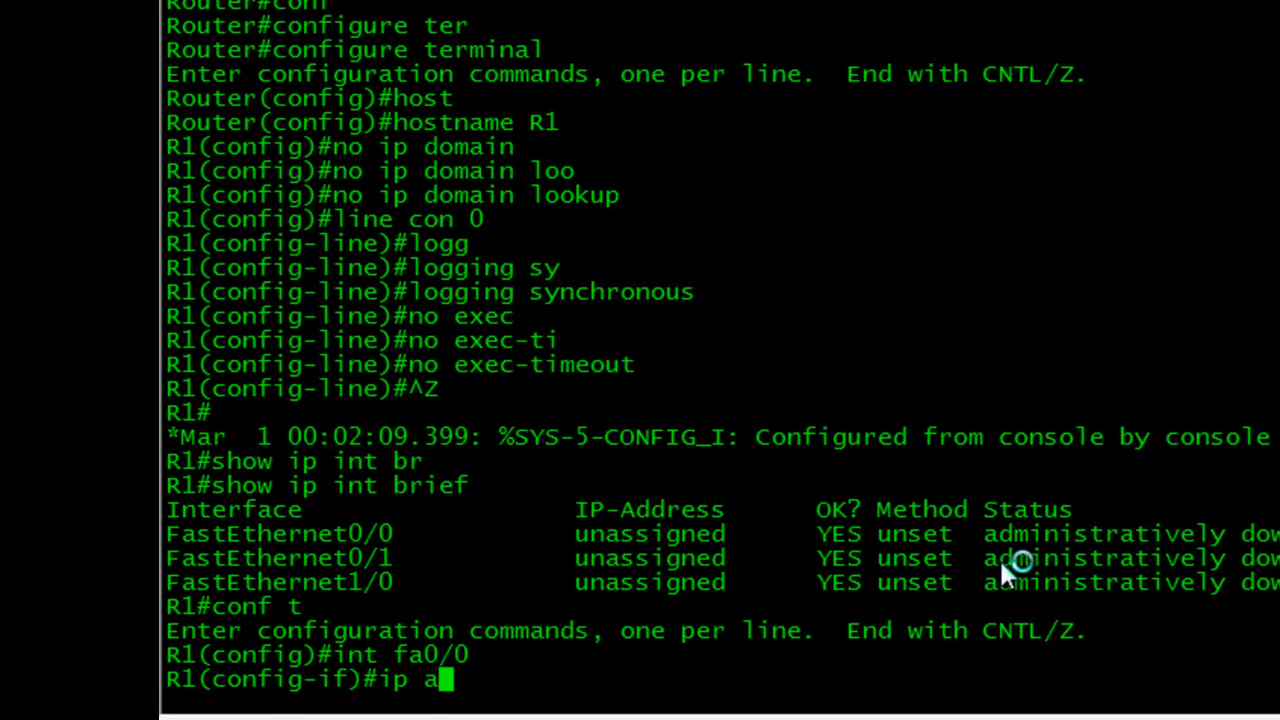 Router#conf
Router#configure ter
Router#configure terminal
Enter configuration commands, one per line.  End with CNTL/Z.
Router(config)#host
Router(config)#hostname R1
R1(config)#no ip domain
R1(config)#no ip domain loo
R1(config)#no ip domain lookup
R1(config)#line con 0
R1(config-line)#logg
R1(config-line)#logging sy
R1(config-line)#logging synchronous
R1(config-line)#no exec
R1(config-line)#no exec-ti
R1(config-line)#no exec-timeout
R1(config-line)#^Z
R1#
*Mar  1 00:02:09.399: %SYS-5-CONFIG_I: Configured from console by console
R1#show ip int br
R1#show ip int brief
Interface                  IP-Address      OK? Method Status
FastEthernet0/0            unassigned      YES unset  administratively dow
FastEthernet0/1            unassigned      YES unset  administratively dow
FastEthernet1/0            unassigned      YES unset  administratively dow
R1#conf t
Enter configuration commands, one per line.  End with CNTL/Z.
R1(config)#int fa0/0
R1(config-if)#ip a